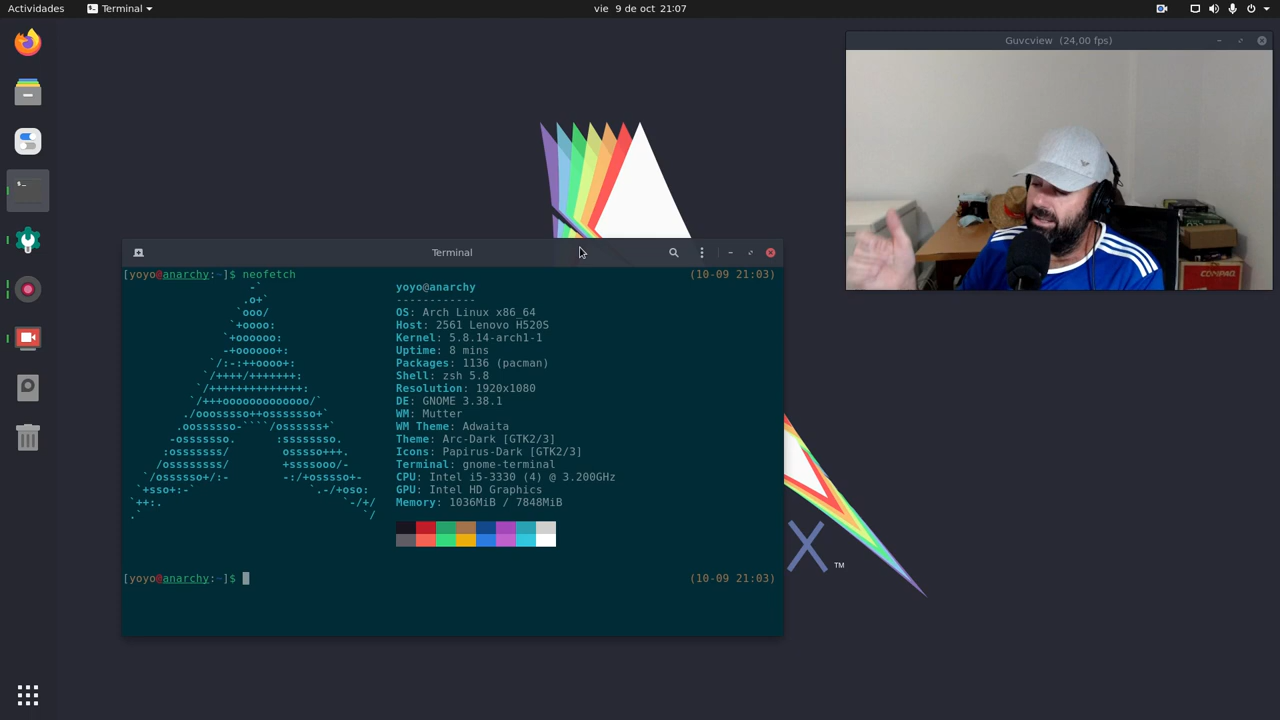 Actividades
Terminal
vie 9 de oct 21:07
Guvcview (24,00 fps)
COMPAQ
Terminal
[yoyo@anarchy:~]$ neofetch (10-09 21:03)
yoyo@anarchy
------------
OS: Arch Linux x86_64
Host: 2561 Lenovo H520S
Kernel: 5.8.14-arch1-1
Uptime: 8 mins
Packages: 1136 (pacman)
Shell: zsh 5.8
Resolution: 1920x1080
DE: GNOME 3.38.1
WM: Mutter
WM Theme: Adwaita
Theme: Arc-Dark [GTK2/3]
Icons: Papirus-Dark [GTK2/3]
Terminal: gnome-terminal
CPU: Intel i5-3330 (4) @ 3.200GHz
GPU: Intel HD Graphics
Memory: 1036MiB / 7848MiB
[yoyo@anarchy:~]$ (10-09 21:03)
X TM